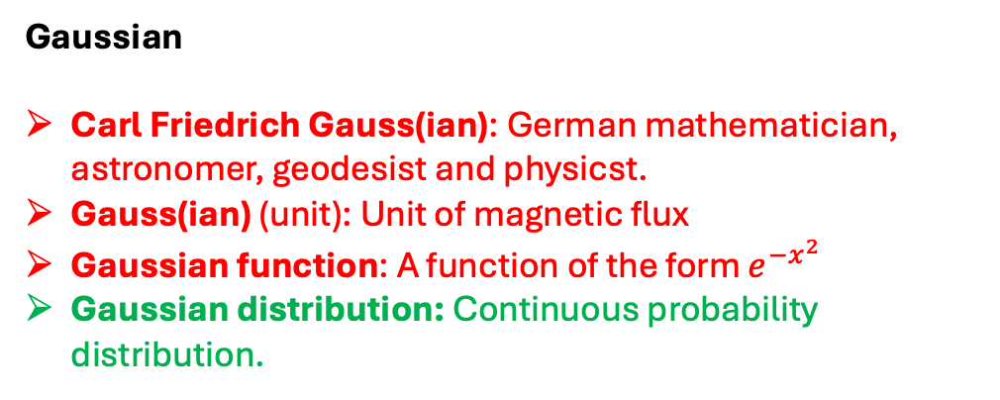 Gaussian
➢ Carl Friedrich Gauss(ian): German mathematician,
astronomer, geodesist and physicst.
➢ Gauss(ian) (unit): Unit of magnetic flux
➢ Gaussian function: A function of the form e^{-x^2}
➢ Gaussian distribution: Continuous probability
distribution.